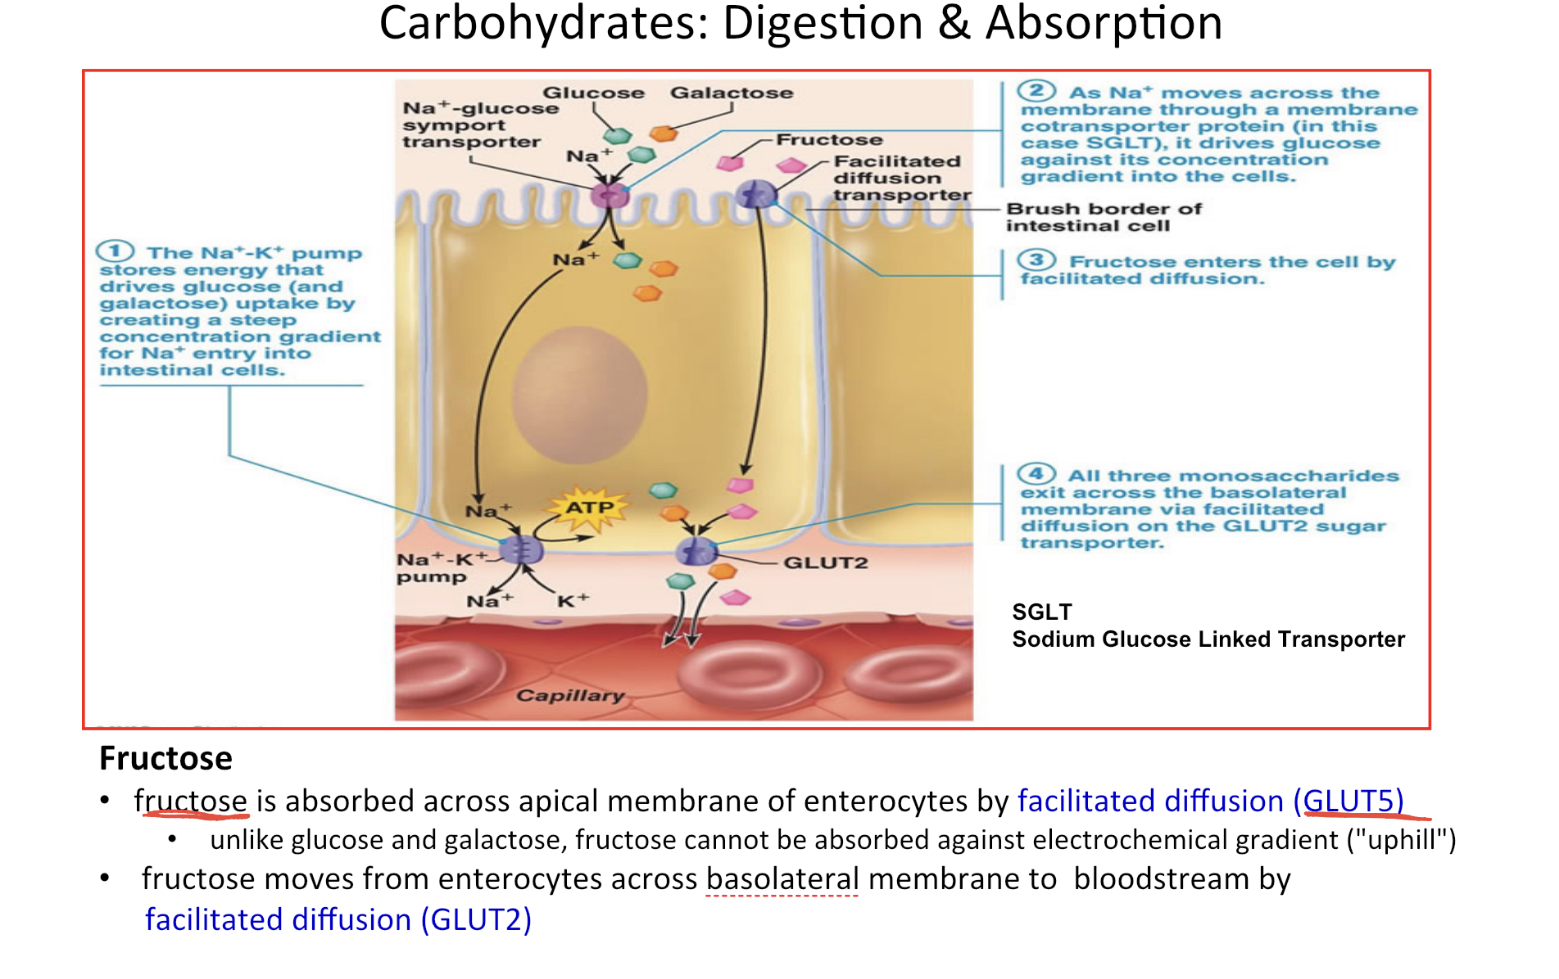 Carbohydrates: Digestion & Absorption
Glucose
Galactose
Na⁺-glucose
symport
transporter
Na⁺
Fructose
Facilitated
diffusion
transporter
② As Na⁺ moves across the
membrane through a membrane
cotransporter protein (in this
case SGLT), it drives glucose
against its concentration
gradient into the cells.
Brush border of
intestinal cell
① The Na⁺-K⁺ pump
stores energy that
drives glucose (and
galactose) uptake by
creating a steep
concentration gradient
for Na⁺ entry into
intestinal cells.
Na⁺
③ Fructose enters the cell by
facilitated diffusion.
④ All three monosaccharides
exit across the basolateral
membrane via facilitated
diffusion on the GLUT2 sugar
transporter.
Na⁺
ATP
Na⁺-K⁺
pump
GLUT2
Na⁺
K⁺
SGLT
Sodium Glucose Linked Transporter
Capillary
Fructose
• fructose is absorbed across apical membrane of enterocytes by facilitated diffusion (GLUT5)
• unlike glucose and galactose, fructose cannot be absorbed against electrochemical gradient ("uphill")
• fructose moves from enterocytes across basolateral membrane to bloodstream by
facilitated diffusion (GLUT2)